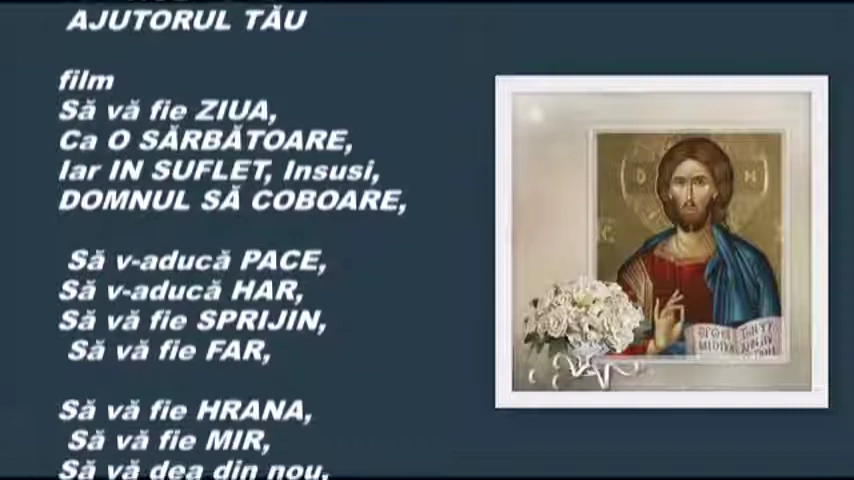 AJUTORUL TĂU
film
Să vă fie ZIUA,
Ca O SĂRBĂTOARE,
Iar IN SUFLET, Insusi,
DOMNUL SĂ COBOARE,
Să v-aducă PACE,
Să v-aducă HAR,
Să vă fie SPRIJIN,
Să vă fie FAR,
Să vă fie HRANA,
Să vă fie MIR,
Să vă dea din nou,